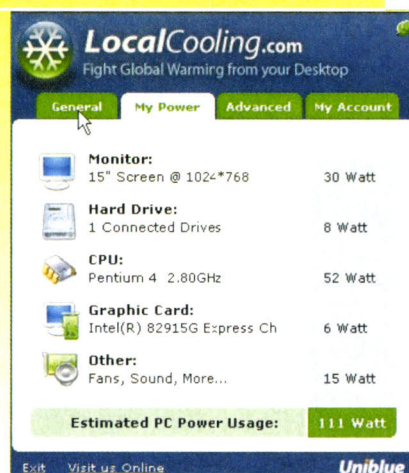 LocalCooling.com
Fight Global Warming from your Desktop
General My Power Advanced My Account
Monitor:
15" Screen @ 1024*768 30 Watt
Hard Drive:
1 Connected Drives 8 Watt
CPU:
Pentium 4 2.80GHz 52 Watt
Graphic Card:
Intel(R) 82915G Express Ch 6 Watt
Other:
Fans, Sound, More... 15 Watt
Estimated PC Power Usage: 111 Watt
Exit Visit us Online Uniblue